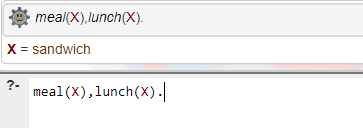 meal(X),lunch(X).
X = sandwich
?- meal(X),lunch(X).